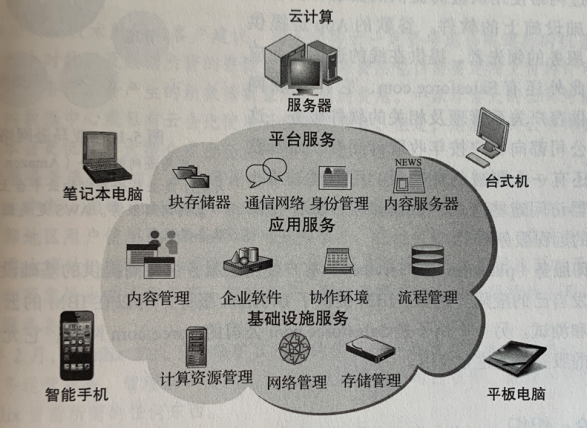 云计算
服务器
平台服务
笔记本电脑
台式机
NEWS
块存储器 通信网络 身份管理 内容服务器
应用服务
内容管理 企业软件 协作环境 流程管理
基础设施服务
计算资源管理 网络管理 存储管理
智能手机
平板电脑